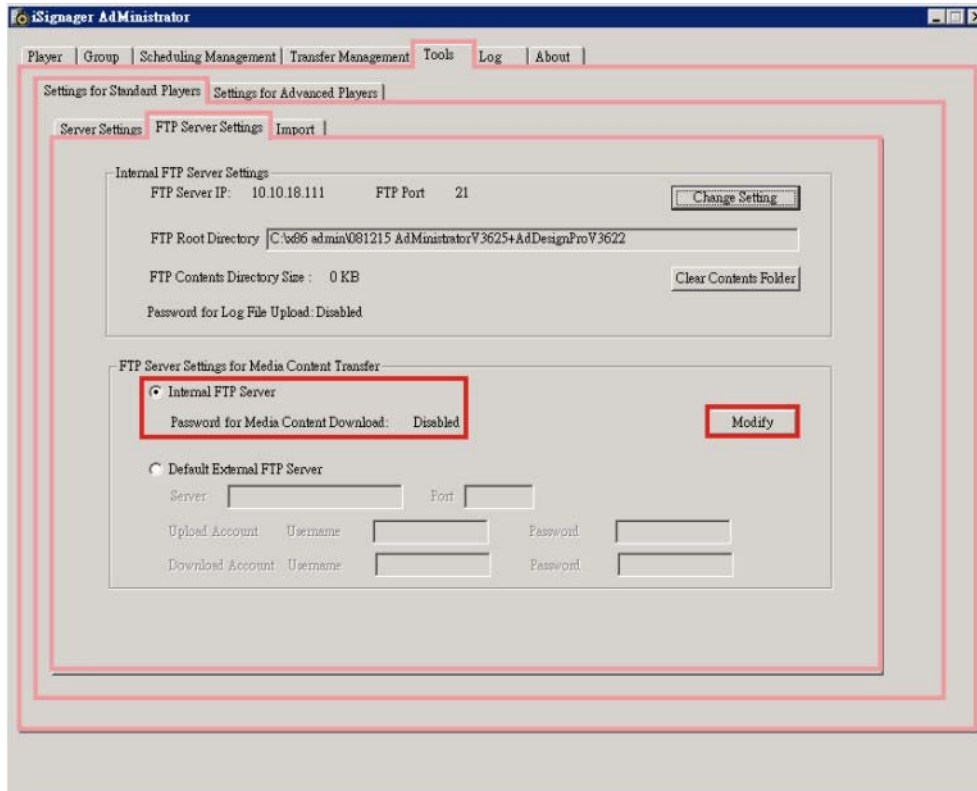 iSignager AdMinistrator
Player Group Scheduling Management Transfer Management Tools Log About
Settings for Standard Players Settings for Advanced Players
Server Settings FTP Server Settings Import
Internal FTP Server Settings
FTP Server IP: 10.10.18.111 FTP Port 21 Change Setting
FTP Root Directory C:\x86 admin\081215 AdMinistratorV3625+AdDesignProV3622
FTP Contents Directory Size : 0 KB Clear Contents Folder
Password for Log File Upload: Disabled
FTP Server Settings for Media Content Transfer
Internal FTP Server
Password for Media Content Download: Disabled Modify
Default External FTP Server
Server Port
Upload Account Username Password
Download Account Username Password